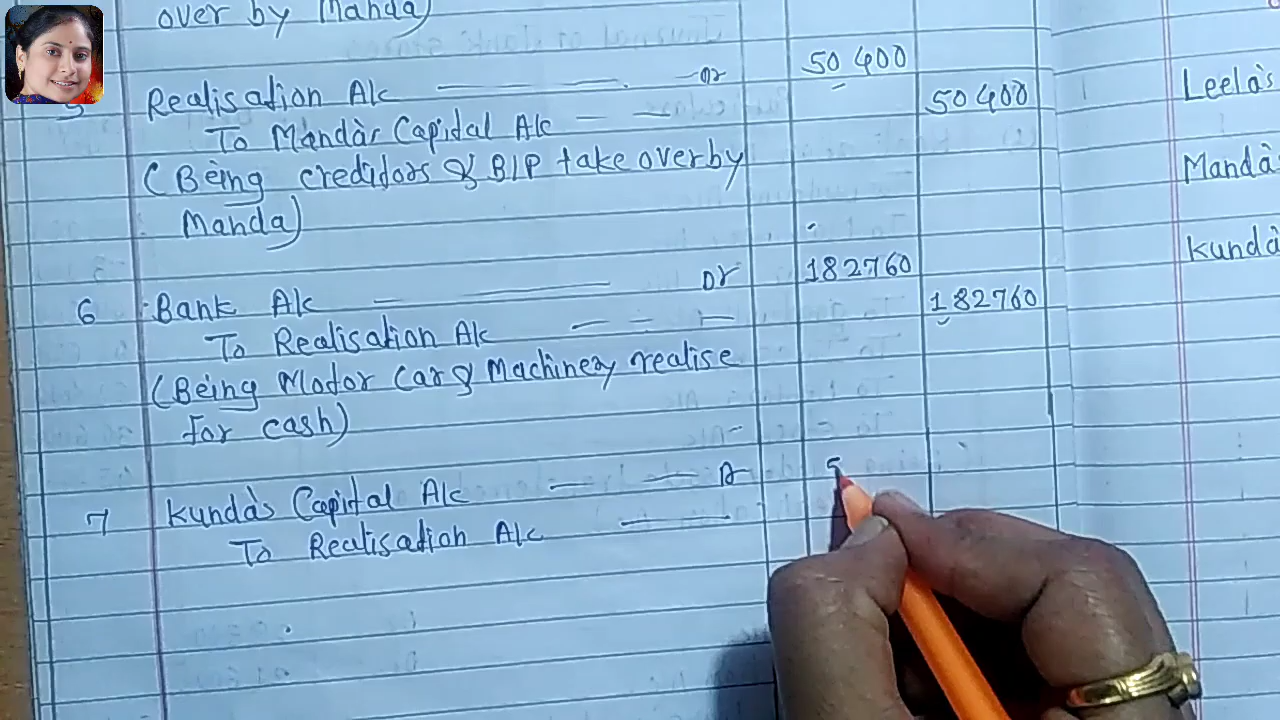 over by Manda)
Realisation A/c Dr 50400
5 To Manda's Capital A/c 50400
(Being creditors & B/P take over by
Manda)
6 Bank A/c Dr 182760
To Realisation A/c 182760
(Being Motor Car & Machinery realise
for cash)
7 Kunda's Capital A/c Dr 5
To Realisation A/c
Leela's
Manda's
Kunda